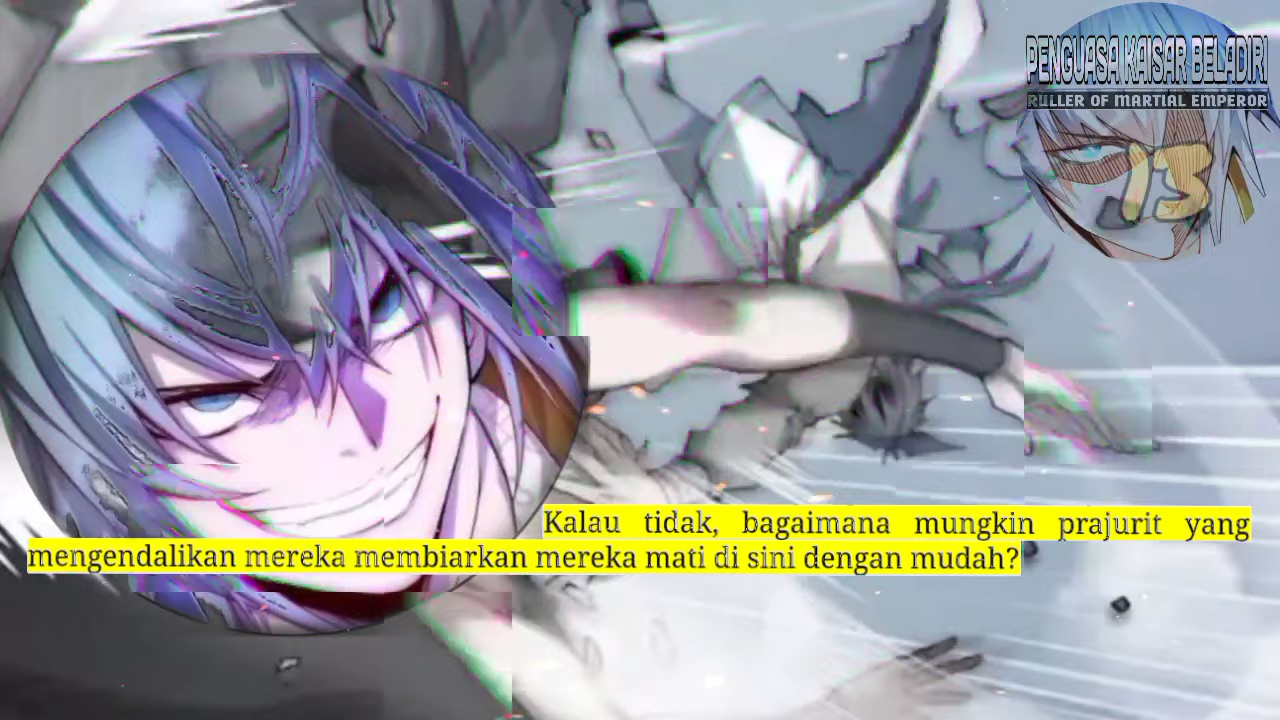 PENGUASA KAISAR BELADIRI
RULLER OF MARTIAL EMPEROR
13
Kalau tidak, bagaimana mungkin prajurit yang
mengendalikan mereka membiarkan mereka mati di sini dengan mudah?